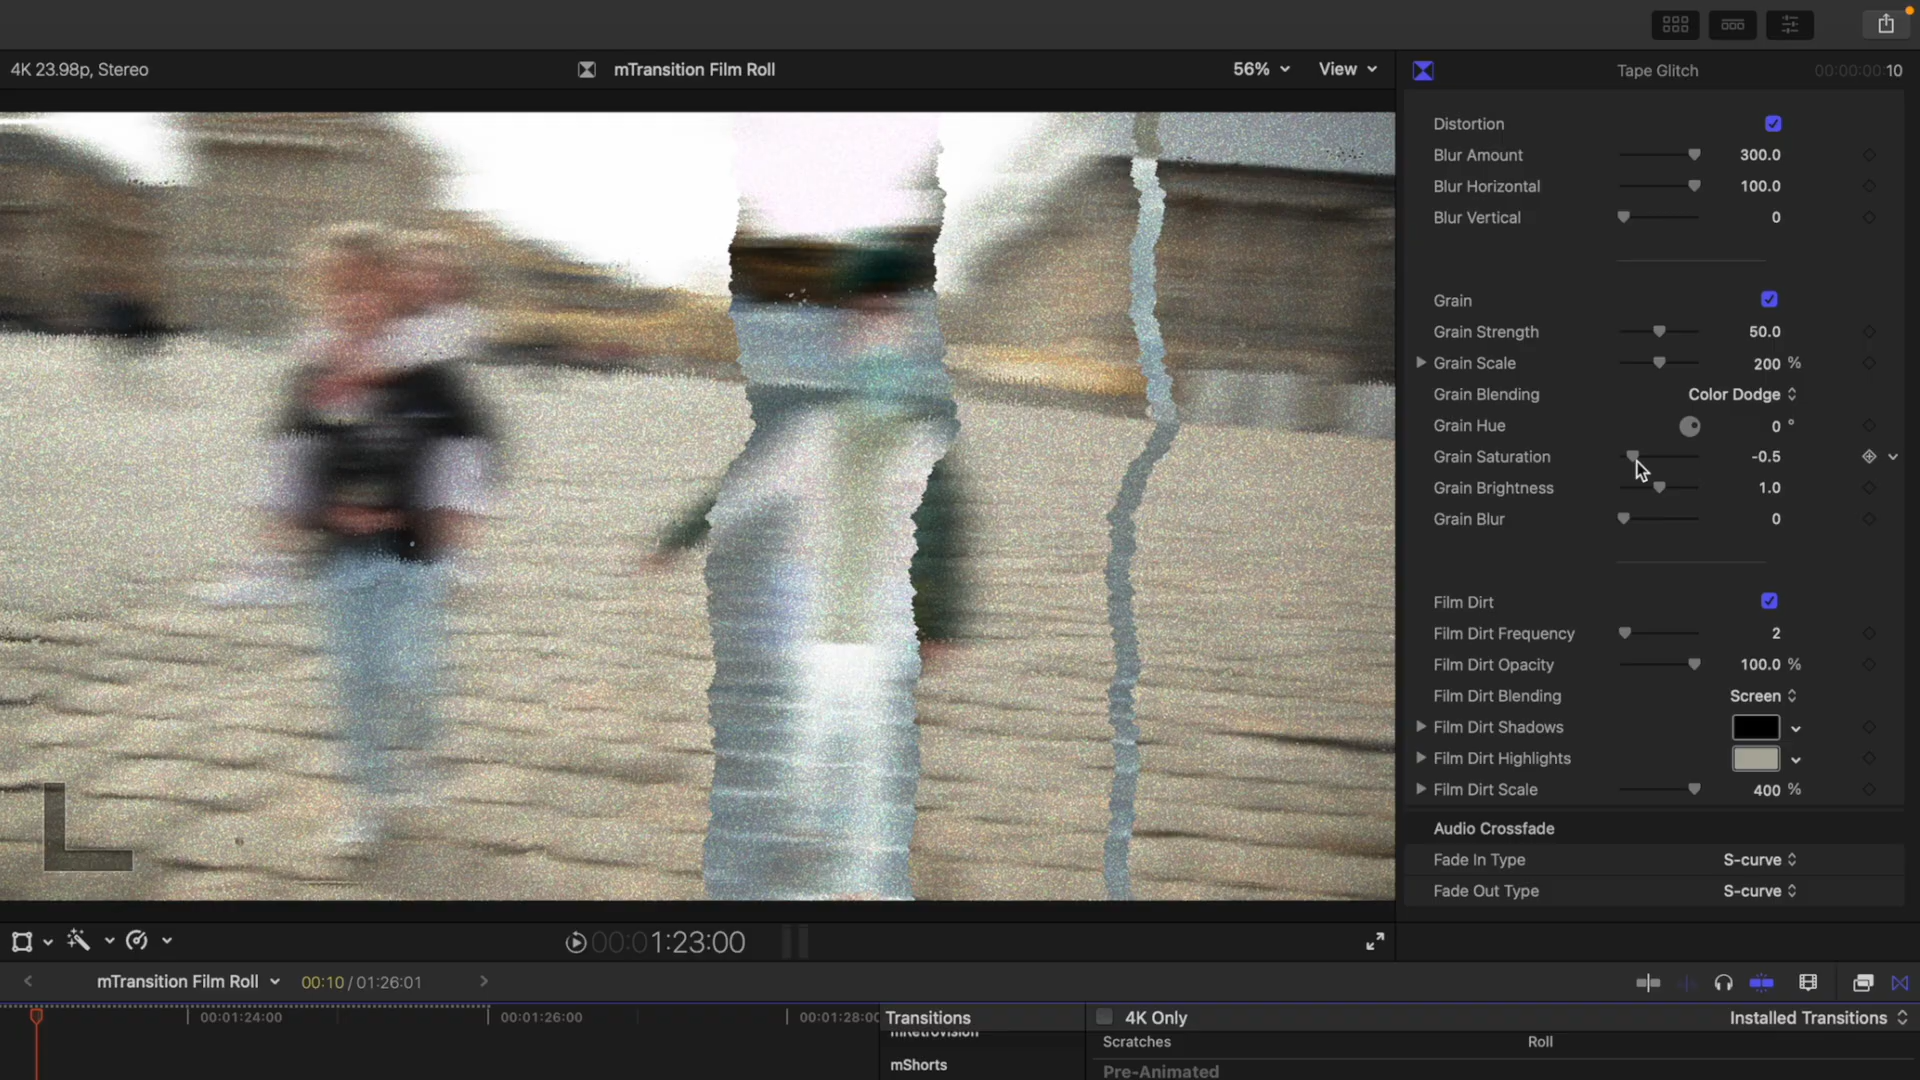 4K 23.98p, Stereo
mTransition Film Roll
56%
View
Tape Glitch
00:00:00:10
Distortion
Blur Amount 300.0
Blur Horizontal 100.0
Blur Vertical 0
Grain
Grain Strength 50.0
Grain Scale 200 %
Grain Blending Color Dodge
Grain Hue 0 °
Grain Saturation -0.5
Grain Brightness 1.0
Grain Blur 0
Film Dirt
Film Dirt Frequency 2
Film Dirt Opacity 100.0 %
Film Dirt Blending Screen
Film Dirt Shadows
Film Dirt Highlights
Film Dirt Scale 400 %
Audio Crossfade
Fade In Type S-curve
Fade Out Type S-curve
00:01:23:00
mTransition Film Roll 00:10 / 01:26:01
00:01:24:00 00:01:26:00 00:01:28:00
Transitions
4K Only
Installed Transitions
mRetrovision
Scratches
Roll
mShorts
Pre-Animated